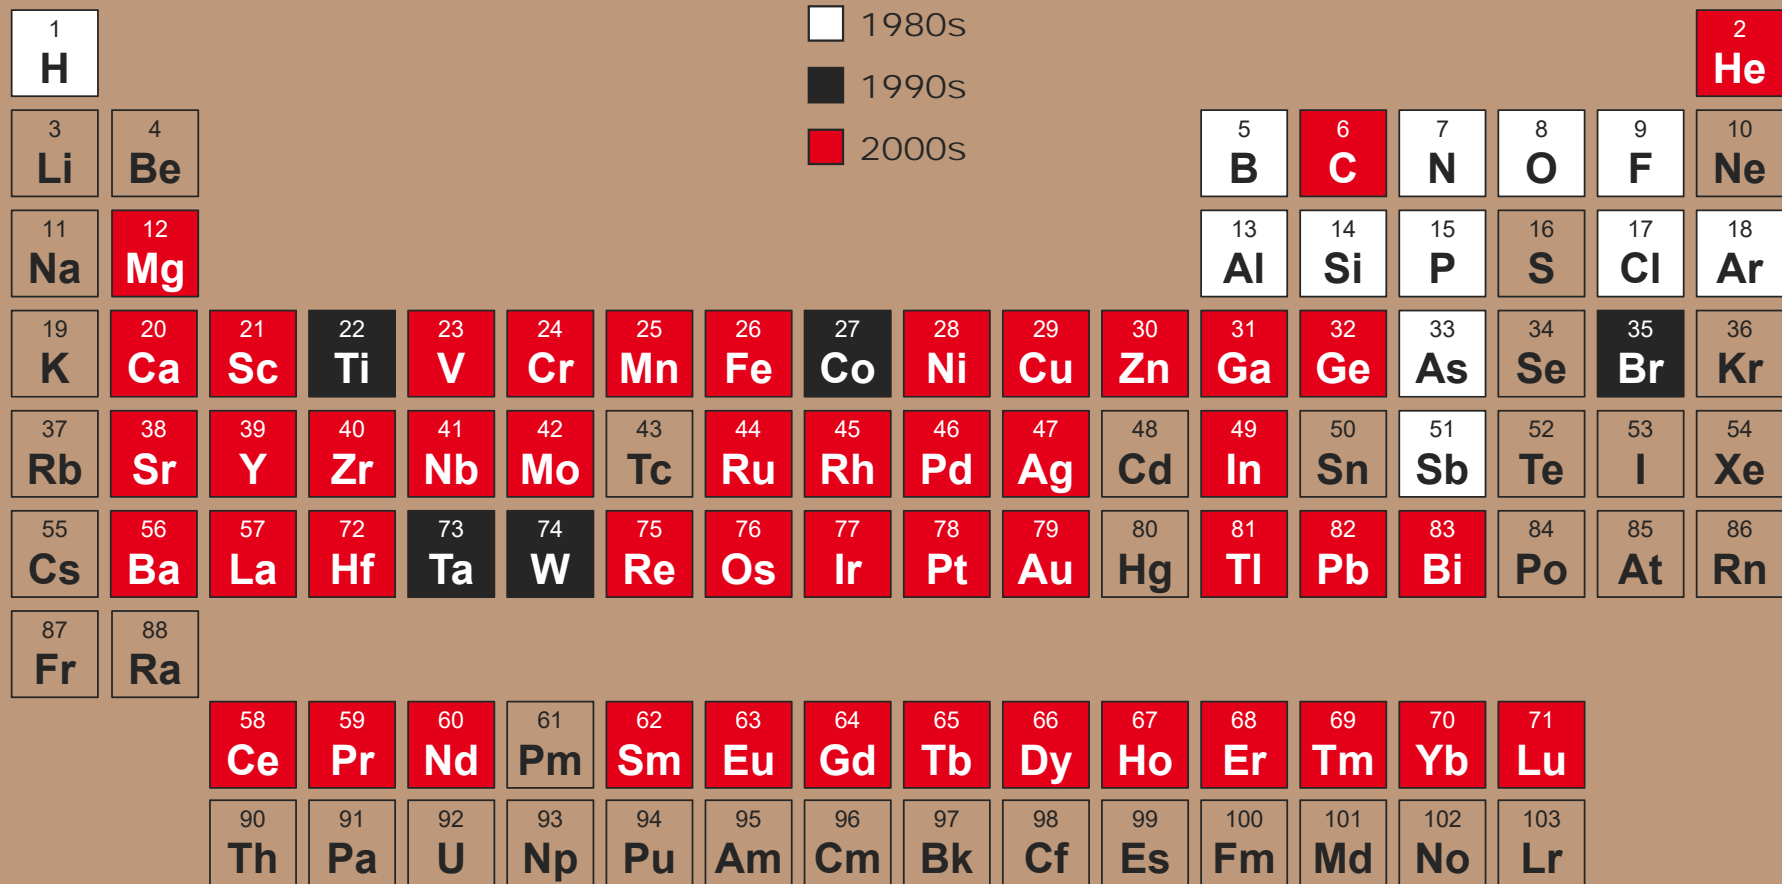 1980s
1 2
H He
1990s
3 4 5 6 7 8 9 10
Li Be B C N O F Ne
2000s
11 12 13 14 15 16 17 18
Na Mg Al Si P S Cl Ar
19 20 21 22 23 24 25 26 27 28 29 30 31 32 33 34 35 36
K Ca Sc Ti V Cr Mn Fe Co Ni Cu Zn Ga Ge As Se Br Kr
37 38 39 40 41 42 43 44 45 46 47 48 49 50 51 52 53 54
Rb Sr Y Zr Nb Mo Tc Ru Rh Pd Ag Cd In Sn Sb Te I Xe
55 56 57 72 73 74 75 76 77 78 79 80 81 82 83 84 85 86
Cs Ba La Hf Ta W Re Os Ir Pt Au Hg Tl Pb Bi Po At Rn
87 88
Fr Ra
58 59 60 61 62 63 64 65 66 67 68 69 70 71
Ce Pr Nd Pm Sm Eu Gd Tb Dy Ho Er Tm Yb Lu
90 91 92 93 94 95 96 97 98 99 100 101 102 103
Th Pa U Np Pu Am Cm Bk Cf Es Fm Md No Lr